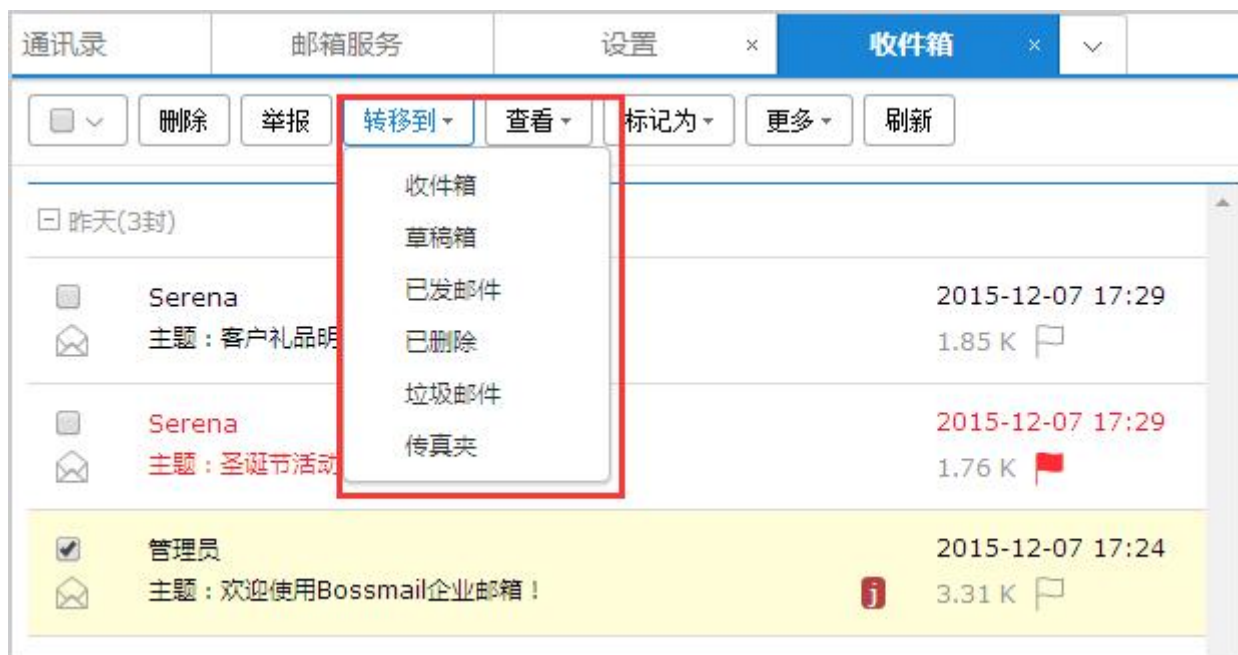 通讯录 邮箱服务 设置 × 收件箱 ×
删除 举报 转移到 查看 标记为 更多 刷新
收件箱
昨天(3封)
草稿箱
已发邮件
Serena 2015-12-07 17:29
主题：客户礼品明 已删除 1.85 K
垃圾邮件
Serena 2015-12-07 17:29
传真夹
主题：圣诞节活动 1.76 K
管理员 2015-12-07 17:24
主题：欢迎使用Bossmail企业邮箱！ j 3.31 K